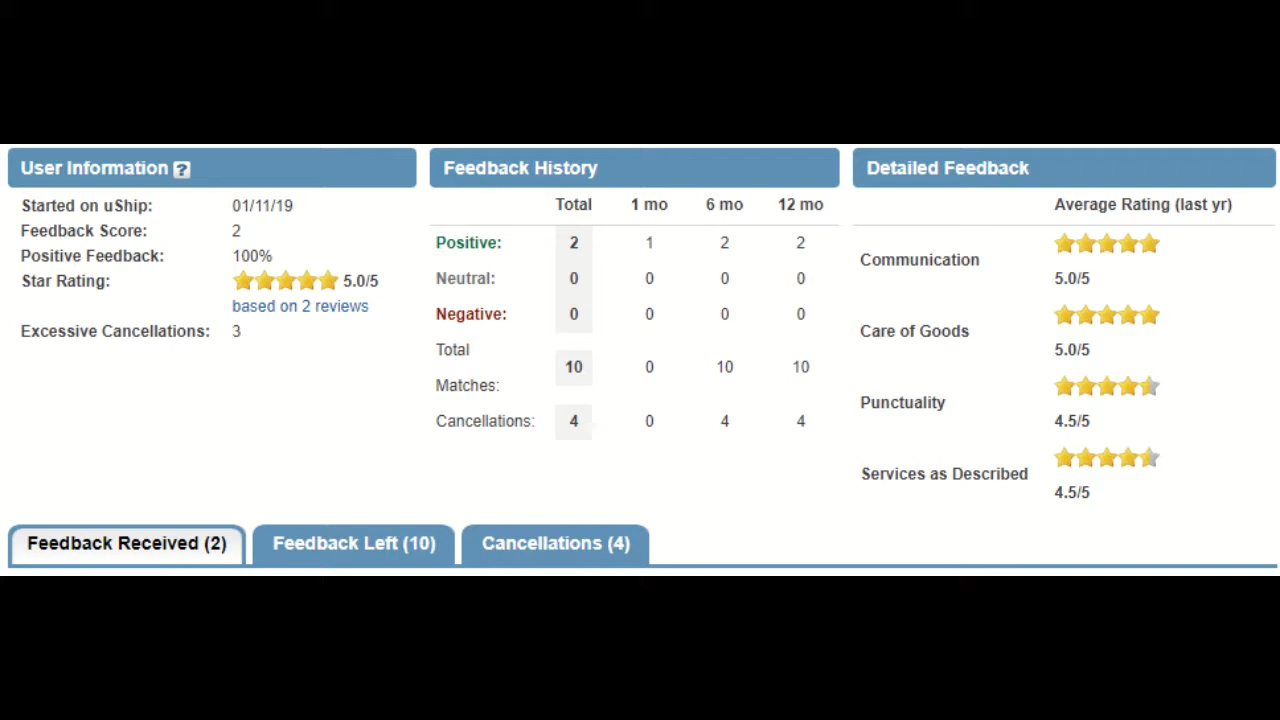 User Information ?
Started on uShip: 01/11/19
Feedback Score: 2
Positive Feedback: 100%
Star Rating: 5.0/5
based on 2 reviews
Excessive Cancellations: 3
Feedback History
Total 1 mo 6 mo 12 mo
Positive: 2 1 2 2
Neutral: 0 0 0 0
Negative: 0 0 0 0
Total
Matches: 10 0 10 10
Cancellations: 4 0 4 4
Detailed Feedback
Average Rating (last yr)
Communication
5.0/5
Care of Goods
5.0/5
Punctuality
4.5/5
Services as Described
4.5/5
Feedback Received (2) Feedback Left (10) Cancellations (4)